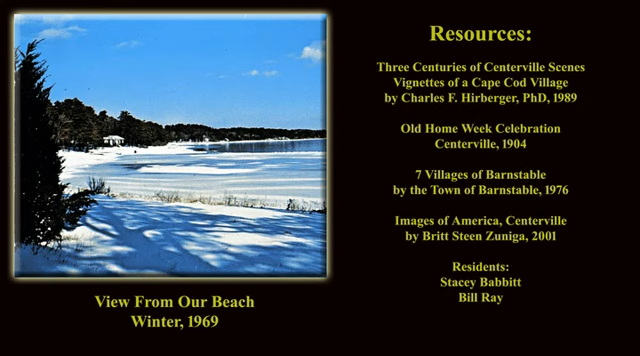 Resources:
Three Centuries of Centerville Scenes
Vignettes of a Cape Cod Village
by Charles F. Hirberger, PhD, 1989
Old Home Week Celebration
Centerville, 1904
7 Villages of Barnstable
by the Town of Barnstable, 1976
Images of America, Centerville
by Britt Steen Zuniga, 2001
Residents:
Stacey Babbitt
Bill Ray
View From Our Beach
Winter, 1969